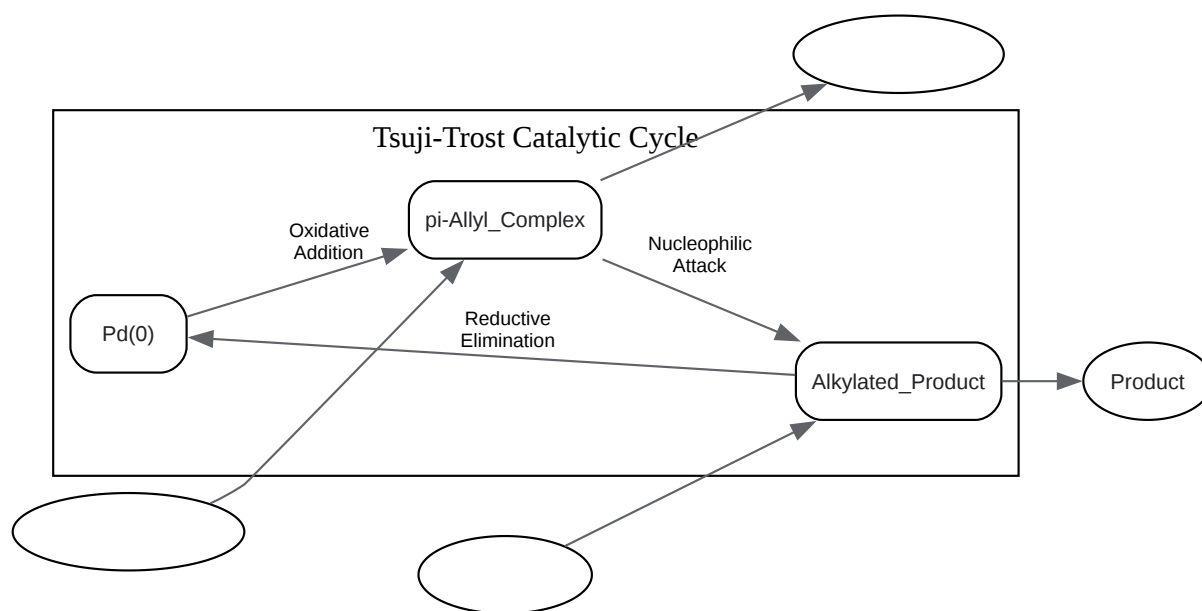 Tsuji-Trost Catalytic Cycle
pi-Allyl_Complex
Oxidative
Addition
Nucleophilic
Attack
Pd(0)
Reductive
Elimination
Alkylated_Product
Product